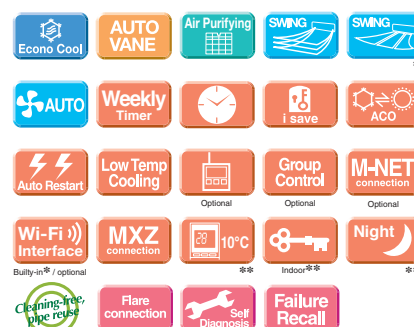 Econo Cool
AUTO
VANE
Air Purifying
SWING
SWING
AUTO
Weekly
Timer
i save
ACO
Auto Restart
Low Temp
Cooling
Optional
Group
Control
Optional
M-NET
connection
Optional
Wi-Fi
Interface
Builty-in* / optional
MXZ
connection
28
10°C
**
Indoor**
Night
Cleaning-free,
pipe reuse
Flare
connection
Self
Diagnosis
Failure
Recall